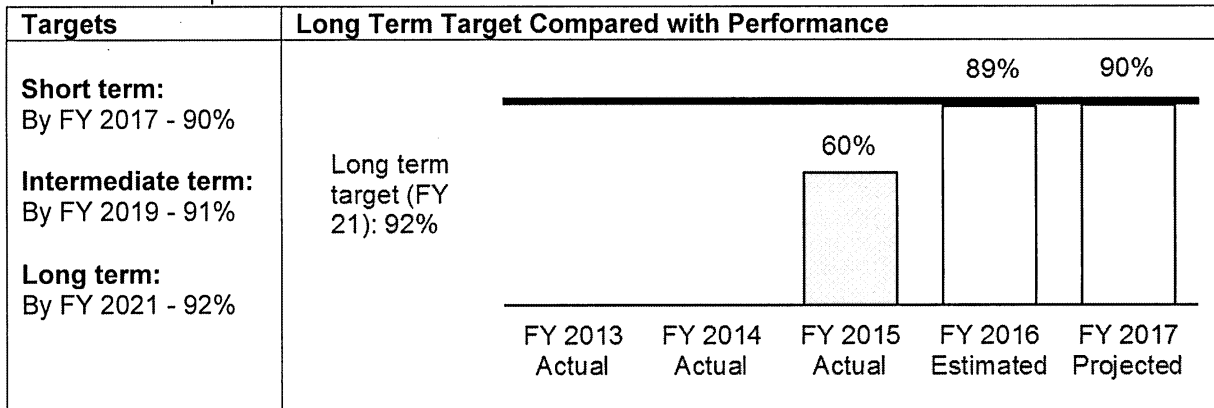 Targets
Long Term Target Compared with Performance
Short term:
By FY 2017 - 90%
Intermediate term:
By FY 2019 - 91%
Long term:
By FY 2021 - 92%
Long term
target (FY
21): 92%
60%
89%
90%
FY 2013
Actual
FY 2014
Actual
FY 2015
Actual
FY 2016
Estimated
FY 2017
Projected